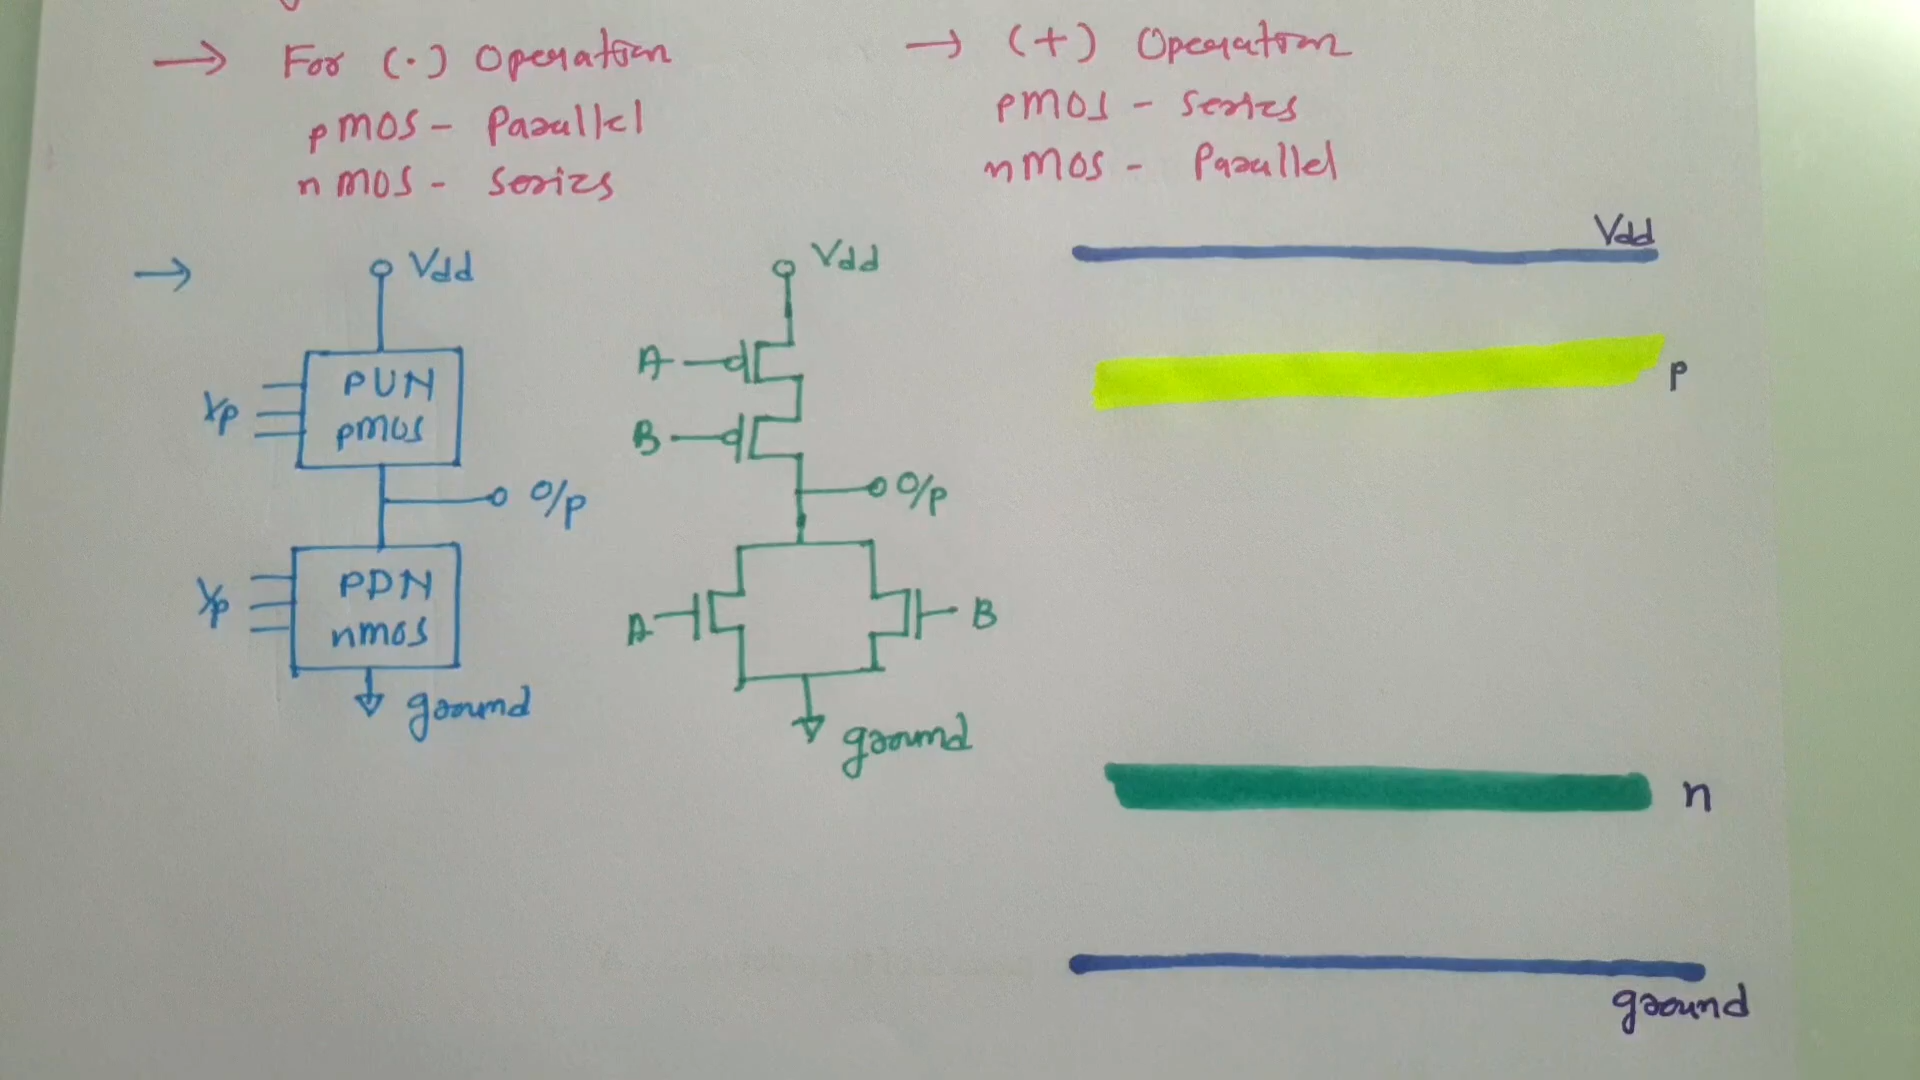 → For (·) Operation
pMOS - Parallel
nMOS - Series
→ (+) Operation
pMOS - Series
nMOS - Parallel
→
Vdd
I/p
PUN
pMOS
O/p
I/p
PDN
nMOS
ground
Vdd
A
B
O/p
A
B
ground
Vdd
p
n
ground